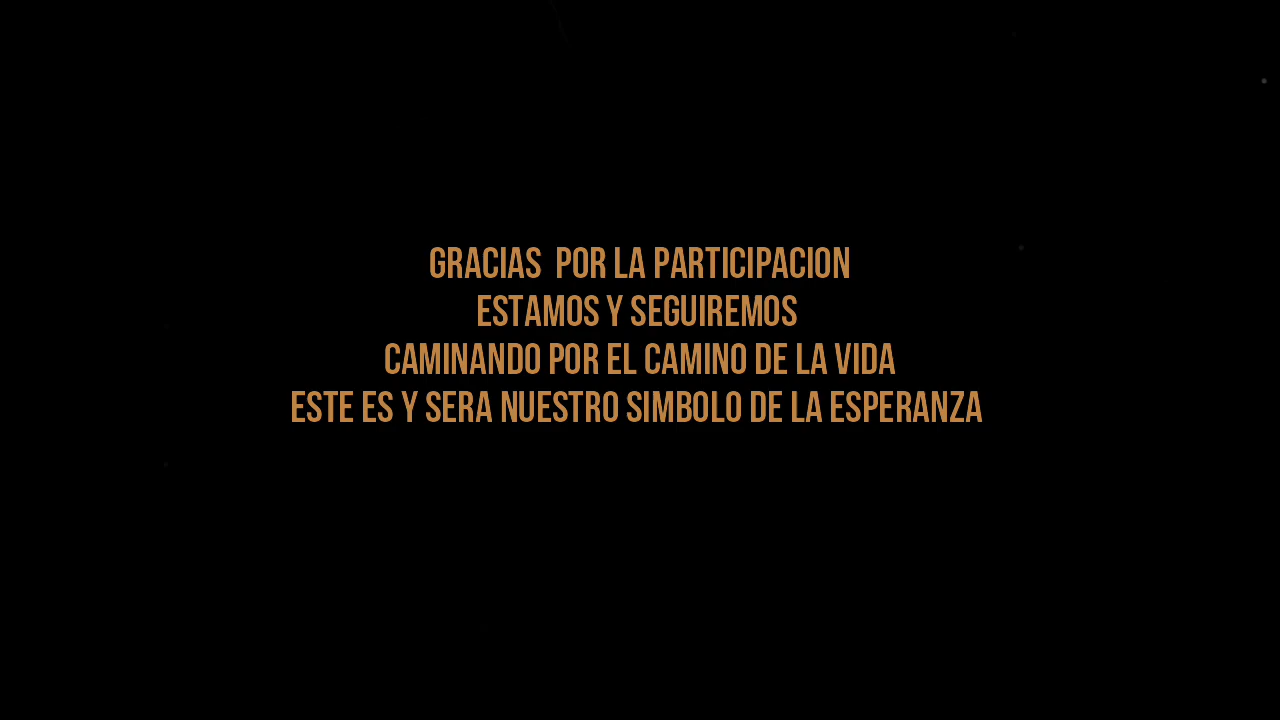 GRACIAS  POR LA PARTICIPACION
ESTAMOS Y SEGUIREMOS
CAMINANDO POR EL CAMINO DE LA VIDA
ESTE ES Y SERA NUESTRO SIMBOLO DE LA ESPERANZA